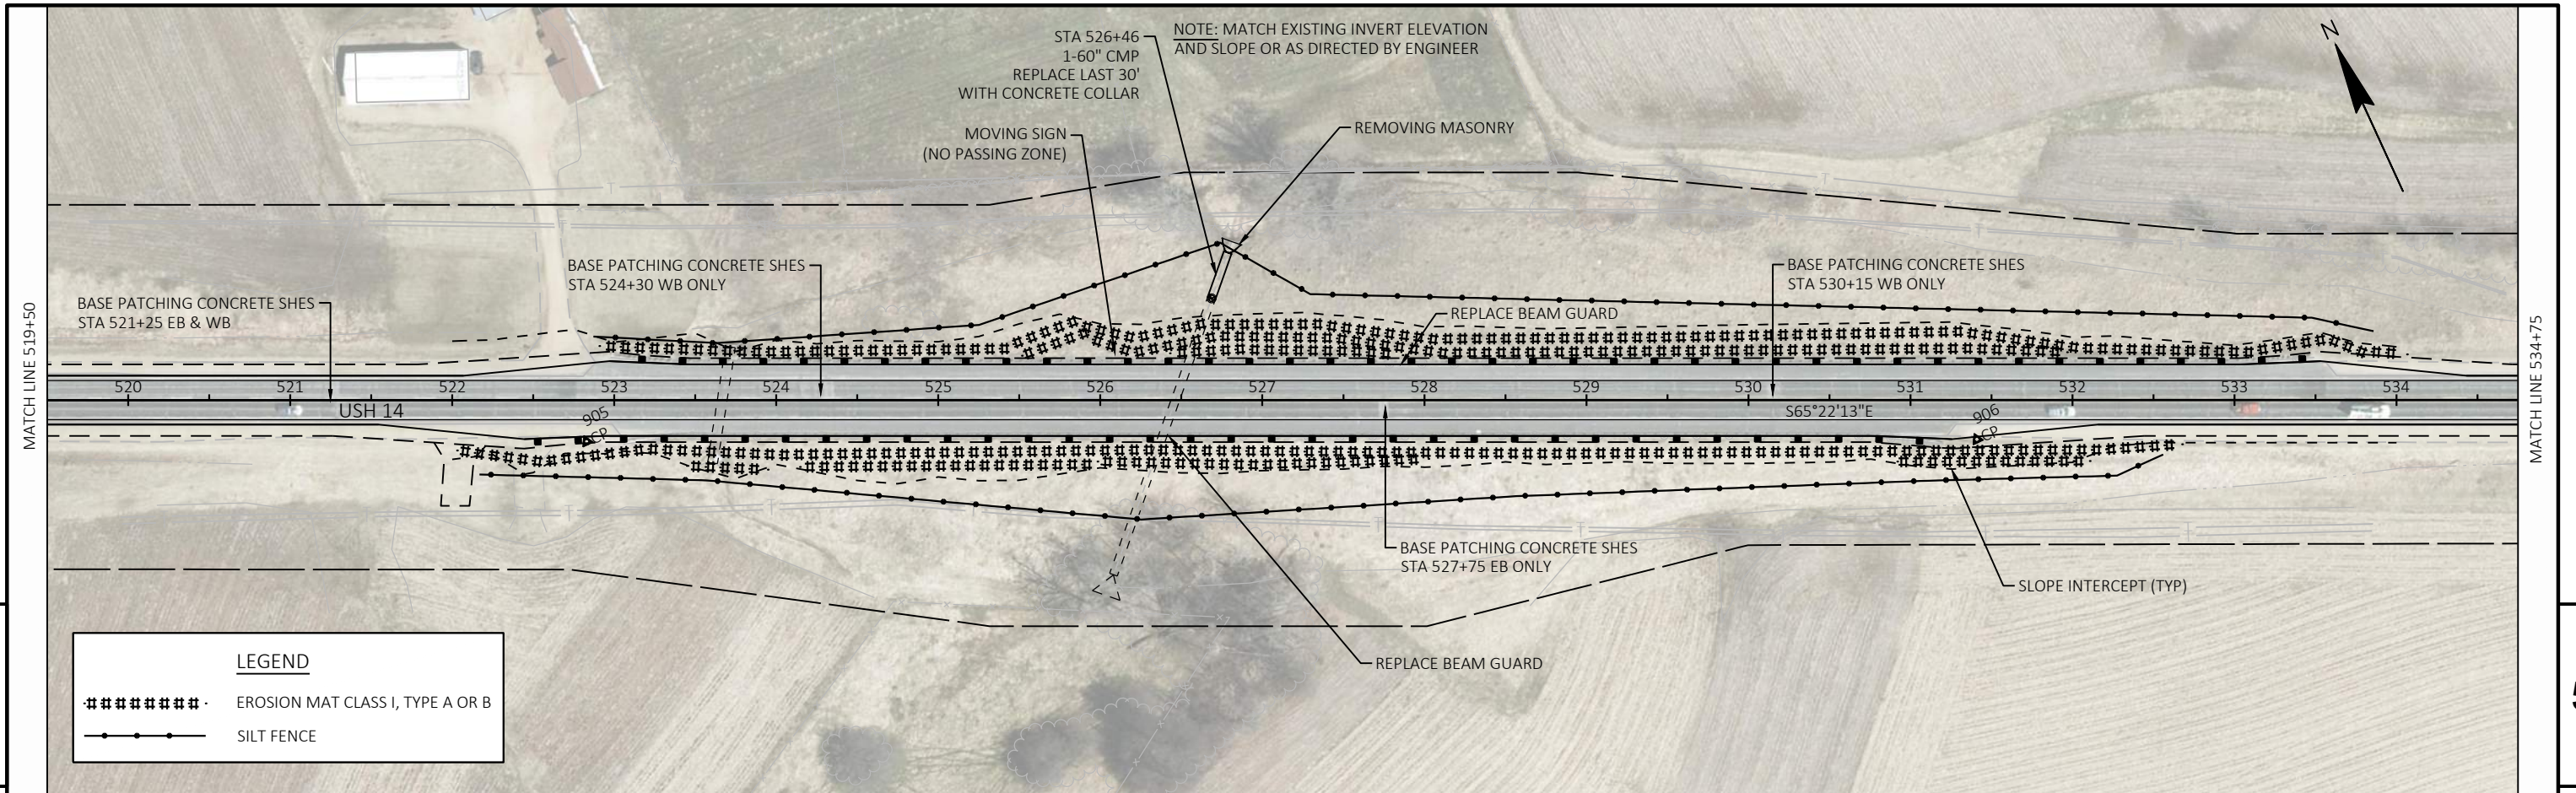 STA 526+46
1-60" CMP
REPLACE LAST 30'
WITH CONCRETE COLLAR
NOTE: MATCH EXISTING INVERT ELEVATION
AND SLOPE OR AS DIRECTED BY ENGINEER
N
MOVING SIGN
(NO PASSING ZONE)
REMOVING MASONRY
BASE PATCHING CONCRETE SHES
STA 521+25 EB & WB
BASE PATCHING CONCRETE SHES
STA 524+30 WB ONLY
BASE PATCHING CONCRETE SHES
STA 530+15 WB ONLY
REPLACE BEAM GUARD
MATCH LINE 519+50
MATCH LINE 534+75
520 521 522 523 524 525 526 527 528 529 530 531 532 533 534
USH 14
S65°22'13"E
905
CP
906
CP
BASE PATCHING CONCRETE SHES
STA 527+75 EB ONLY
SLOPE INTERCEPT (TYP)
REPLACE BEAM GUARD
LEGEND
EROSION MAT CLASS I, TYPE A OR B
SILT FENCE